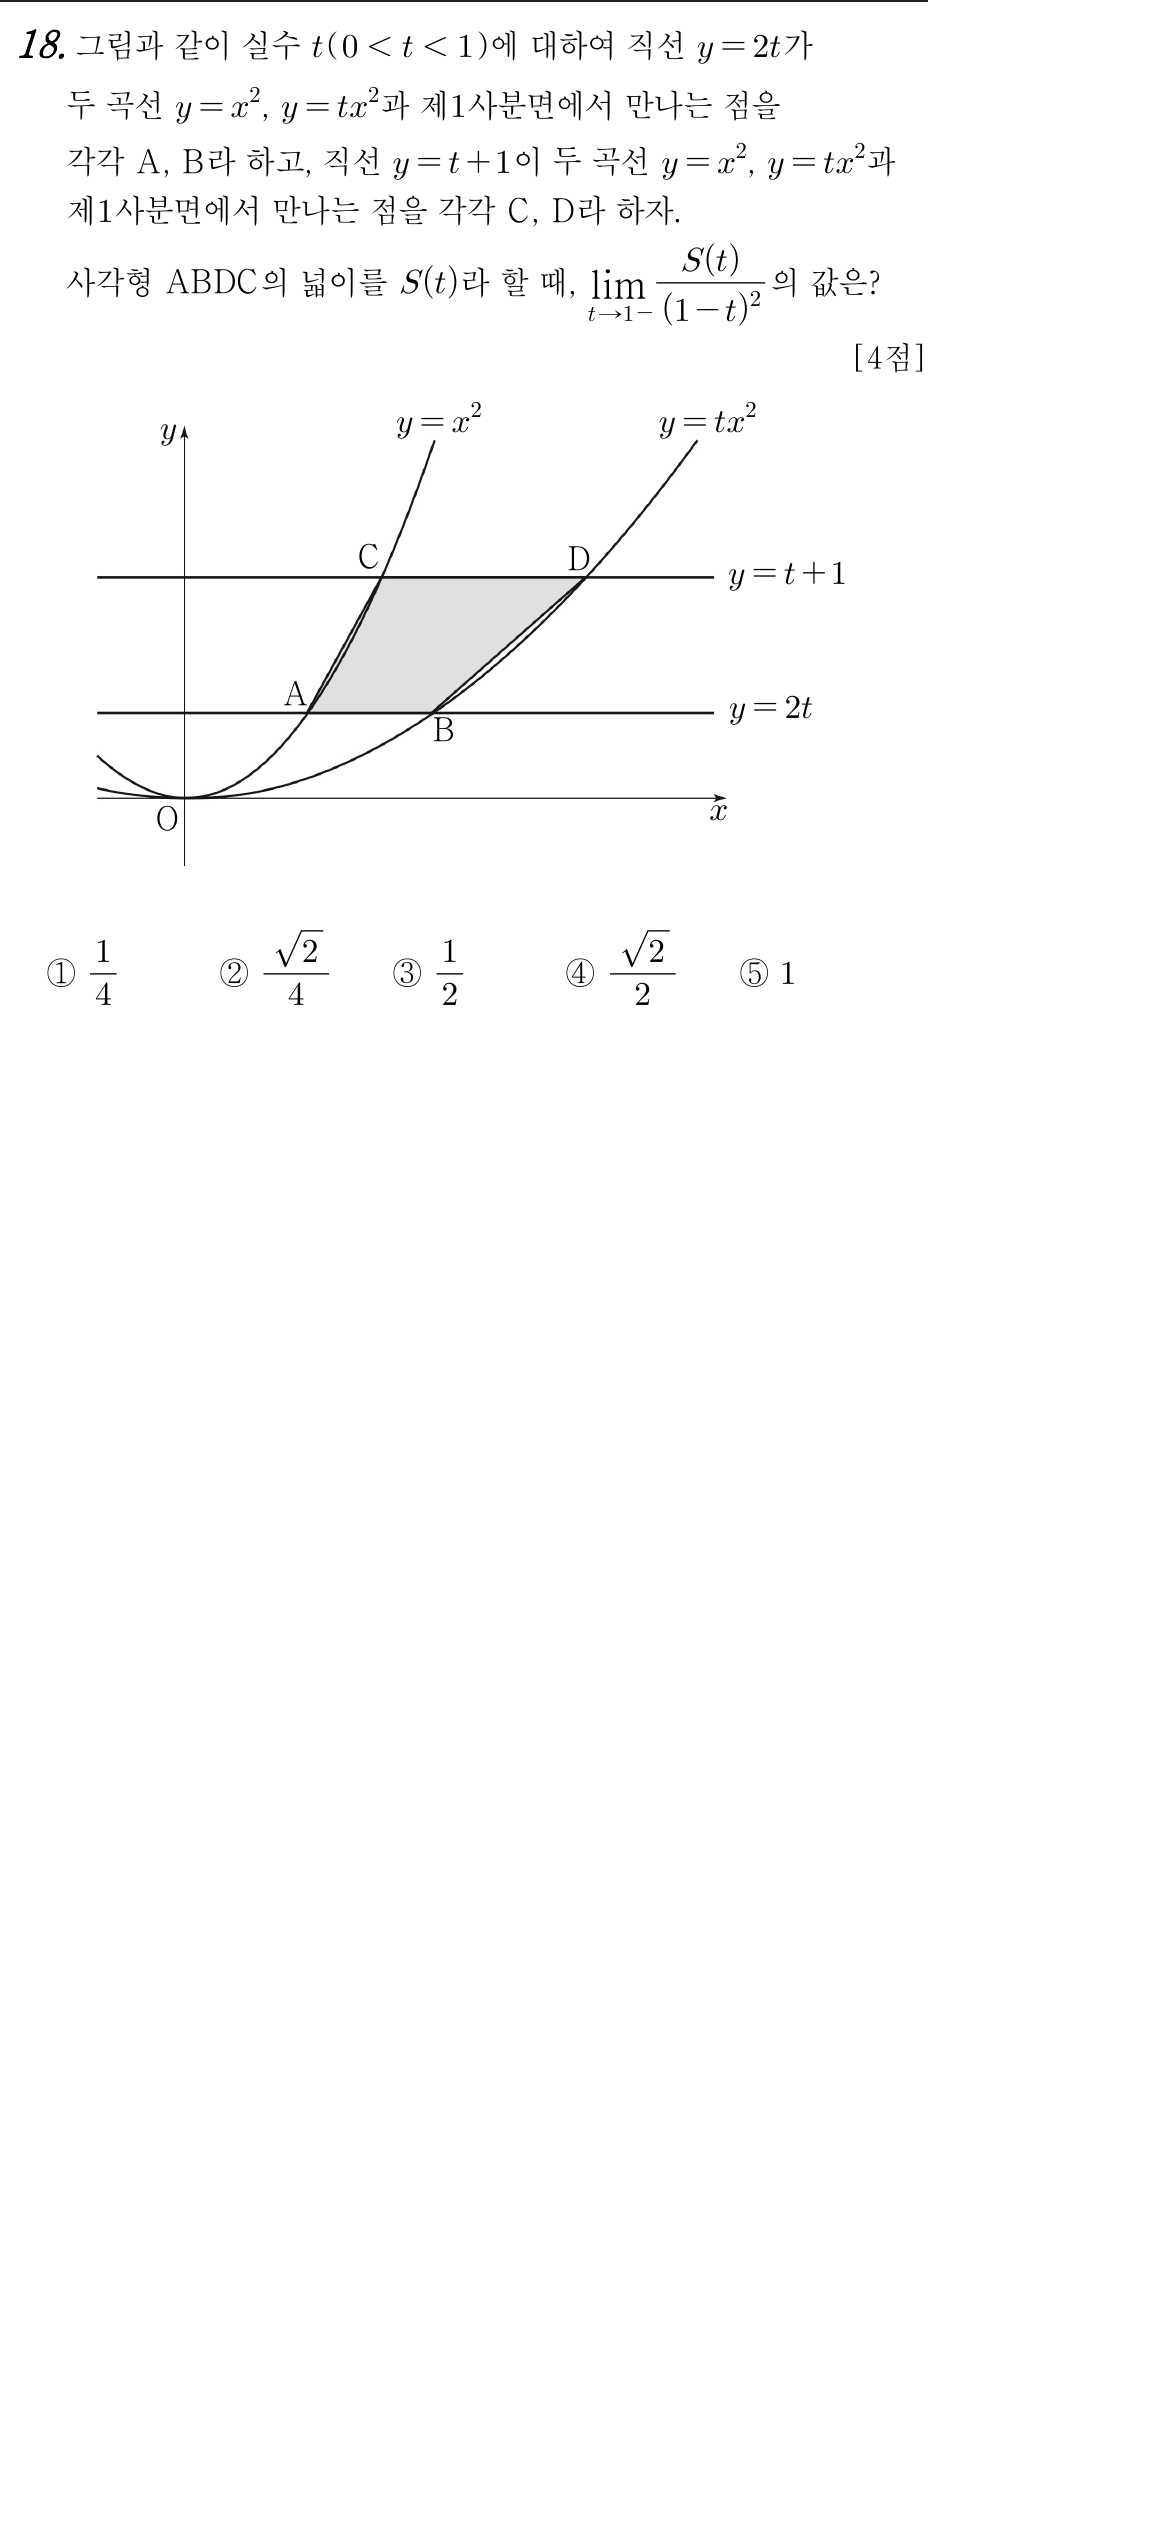 18. 그림과 같이 실수 t(0 < t < 1)에 대하여 직선 y = 2t가
두 곡선 y = x², y = tx²과 제1사분면에서 만나는 점을
각각 A, B라 하고, 직선 y = t + 1이 두 곡선 y = x², y = tx²과
제1사분면에서 만나는 점을 각각 C, D라 하자.
사각형 ABDC의 넓이를 S(t)라 할 때, lim_{t→1−} S(t)/(1−t)²의 값은?
[4점]
y y = x² y = tx²
C D y = t + 1
A B y = 2t
O x
① 1/4 ② √2/4 ③ 1/2 ④ √2/2 ⑤ 1